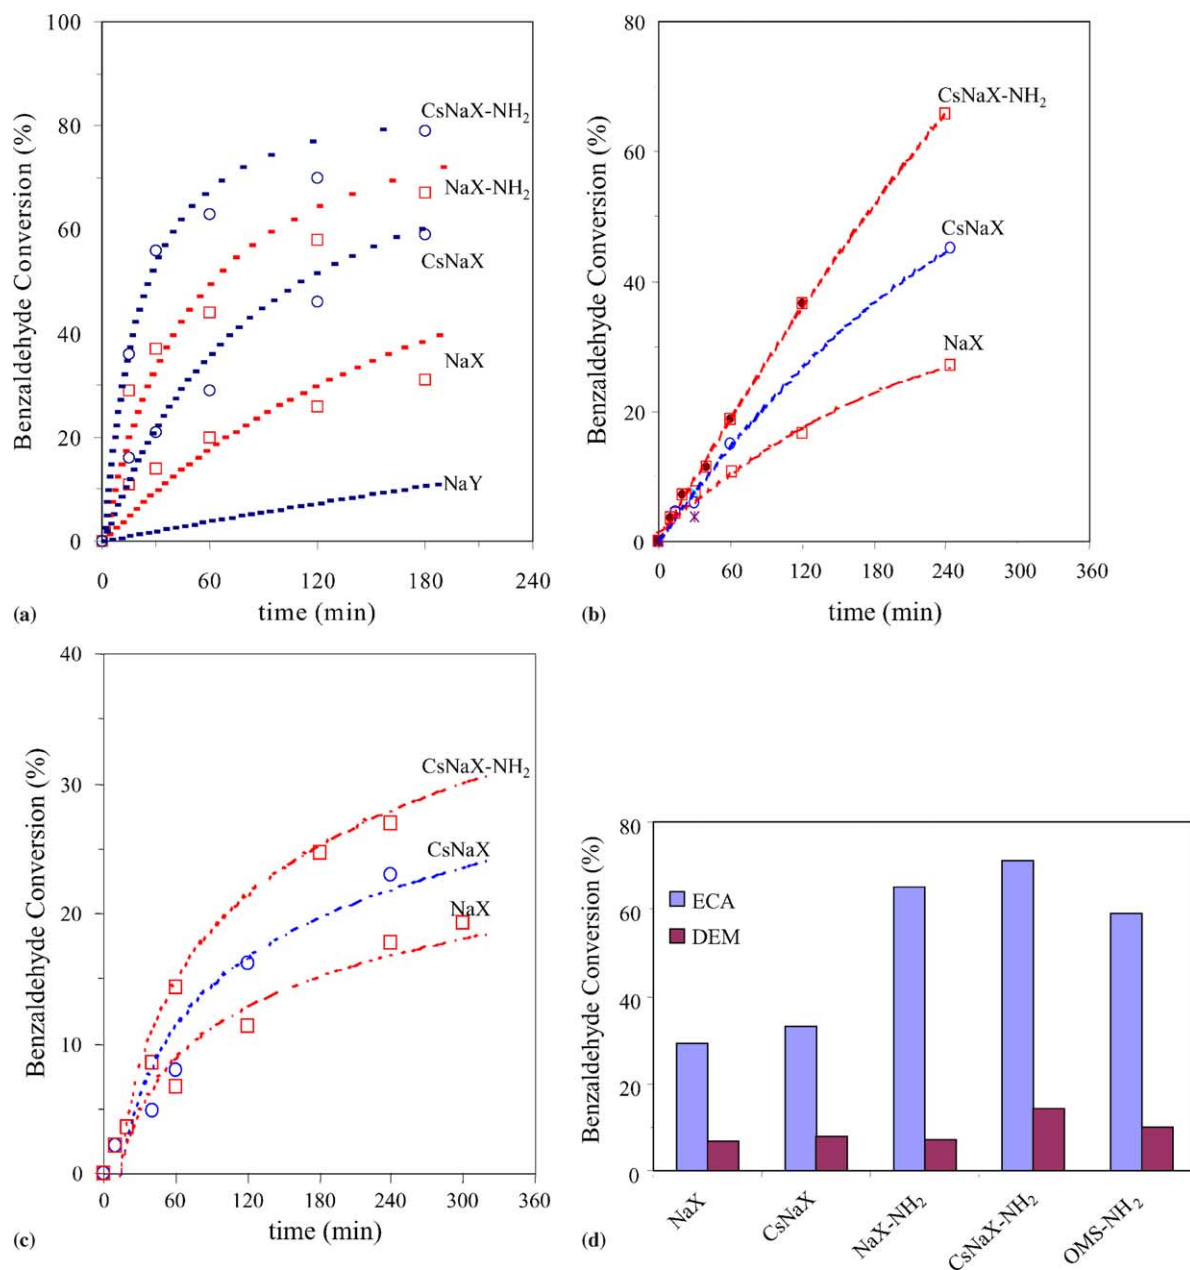 100
80
60
40
20
0
Benzaldehyde Conversion (%)
CsNaX-NH₂
NaX-NH₂
CsNaX
NaX
NaY
0 60 120 180 240
time (min)
(a)
80
60
40
20
0
Benzaldehyde Conversion (%)
CsNaX-NH₂
CsNaX
NaX
0 60 120 180 240 300 360
time (min)
(b)
40
30
20
10
0
Benzaldehyde Conversion (%)
CsNaX-NH₂
CsNaX
NaX
0 60 120 180 240 300 360
time (min)
(c)
80
60
40
20
0
Benzaldehyde Conversion (%)
ECA
DEM
NaX
CsNaX
NaX-NH₂
CsNaX-NH₂
OMS-NH₂
(d)